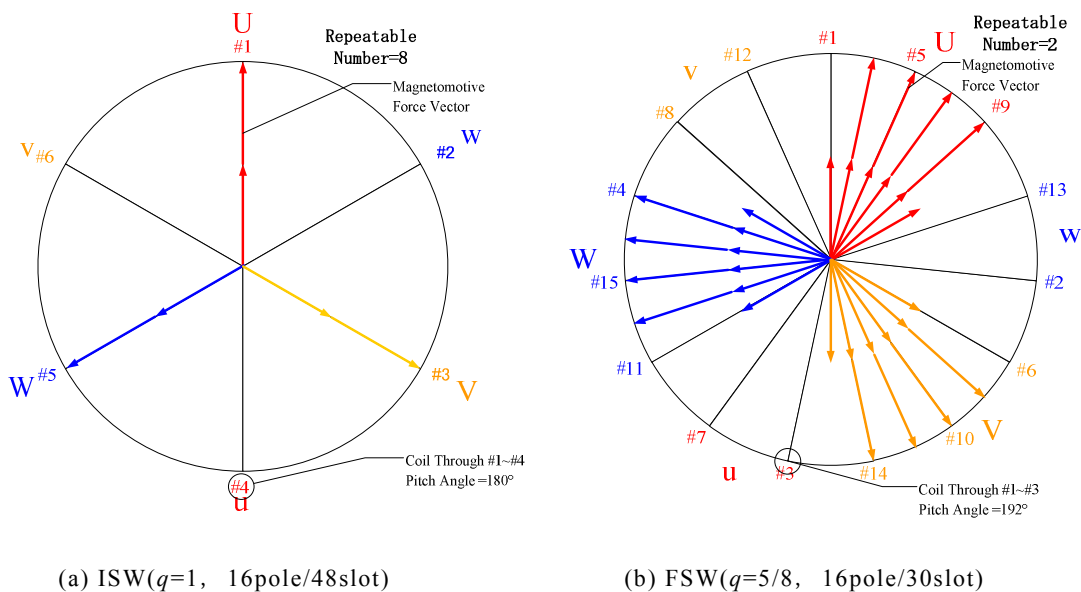 U
#1
Repeatable
Number=8
Magnetomotive
Force Vector
w
#2
v#6
W#5
#3
V
#4
u
Coil Through #1~#4
Pitch Angle =180°
(a) ISW(q=1, 16pole/48slot)
#12
#1
#5
U
Repeatable
Number=2
Magnetomotive
Force Vector
v
#8
#9
#4
#13
W
w
#15
#2
#11
#6
V
#7
#10
u
#3
#14
Coil Through #1~#3
Pitch Angle =192°
(b) FSW(q=5/8, 16pole/30slot)